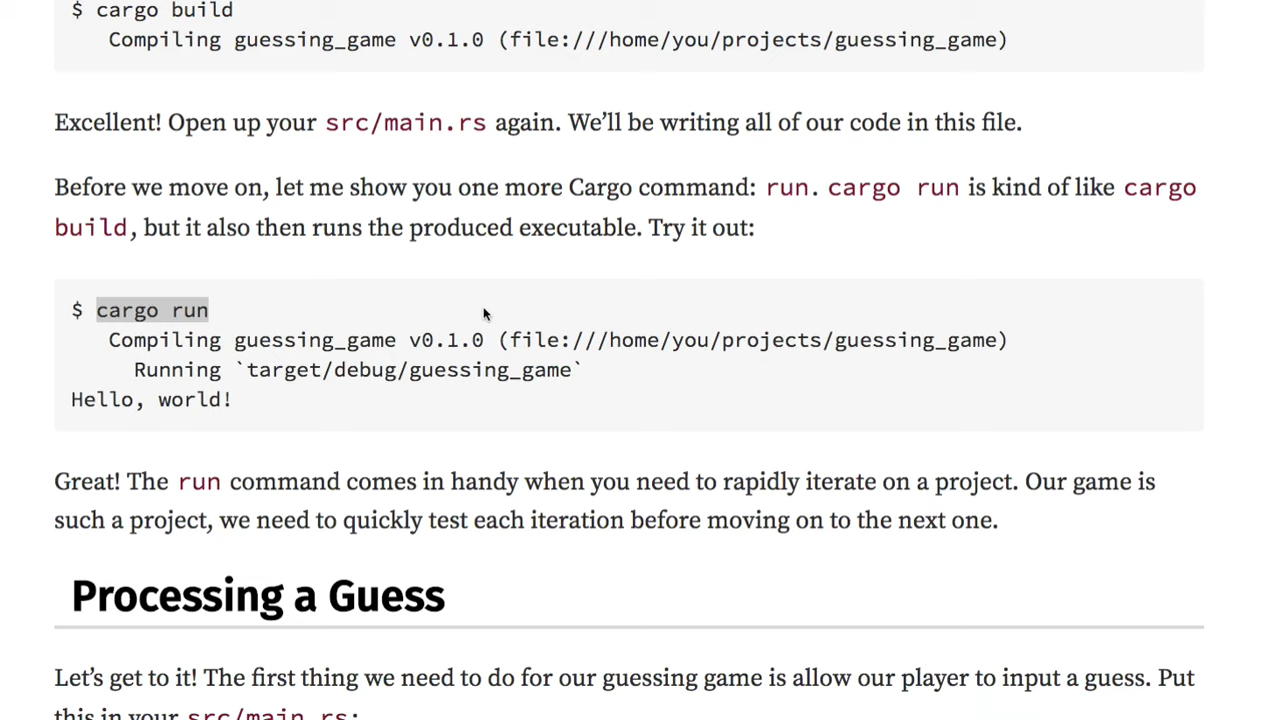 $ cargo build
Compiling guessing_game v0.1.0 (file:///home/you/projects/guessing_game)
Excellent! Open up your src/main.rs again. We’ll be writing all of our code in this file.
Before we move on, let me show you one more Cargo command: run. cargo run is kind of like cargo
build, but it also then runs the produced executable. Try it out:
$ cargo run
Compiling guessing_game v0.1.0 (file:///home/you/projects/guessing_game)
Running `target/debug/guessing_game`
Hello, world!
Great! The run command comes in handy when you need to rapidly iterate on a project. Our game is
such a project, we need to quickly test each iteration before moving on to the next one.
Processing a Guess
Let’s get to it! The first thing we need to do for our guessing game is allow our player to input a guess. Put
this in your src/main.rs: